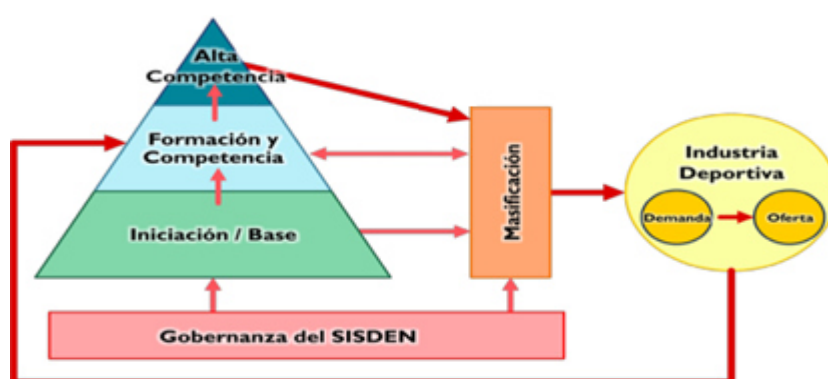 Alta
Competencia
Formación y
Competencia
Iniciación / Base
Masificación
Industria
Deportiva
Demanda
Oferta
Gobernanza del SISDEN